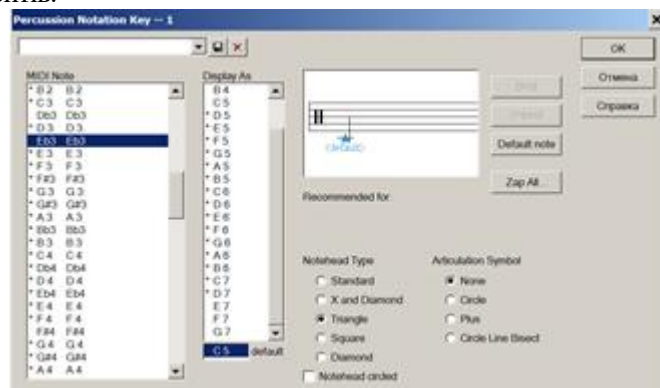 Percussion Notation Key -- 1
OK
Отмена
Справка
MIDI Note
* B2 B2
* C3 C3
Db3 Db3
* D3 D3
Eb3 Eb3
* E3 E3
* F3 F3
* F#3 F#3
* G3 G3
* G#3 G#3
* A3 A3
* Bb3 Bb3
* B3 B3
* C4 C4
* Db4 Db4
* D4 D4
* Eb4 Eb4
* E4 E4
* F4 F4
F#4 F#4
* G4 G4
* G#4 G#4
* A4 A4
Display As
B4
C5
* D5
* E5
* F5
* G5
* A5
* B5
* C6
* D6
* E6
* F6
* G6
* A6
* B6
* C7
* D7
E7
F7
G7
C5 default
Default note
Zap All...
Recommended for:
Notehead Type
Standard
X and Diamond
Triangle
Square
Diamond
Notehead circled
Articulation Symbol
None
Circle
Plus
Circle Line Bisect